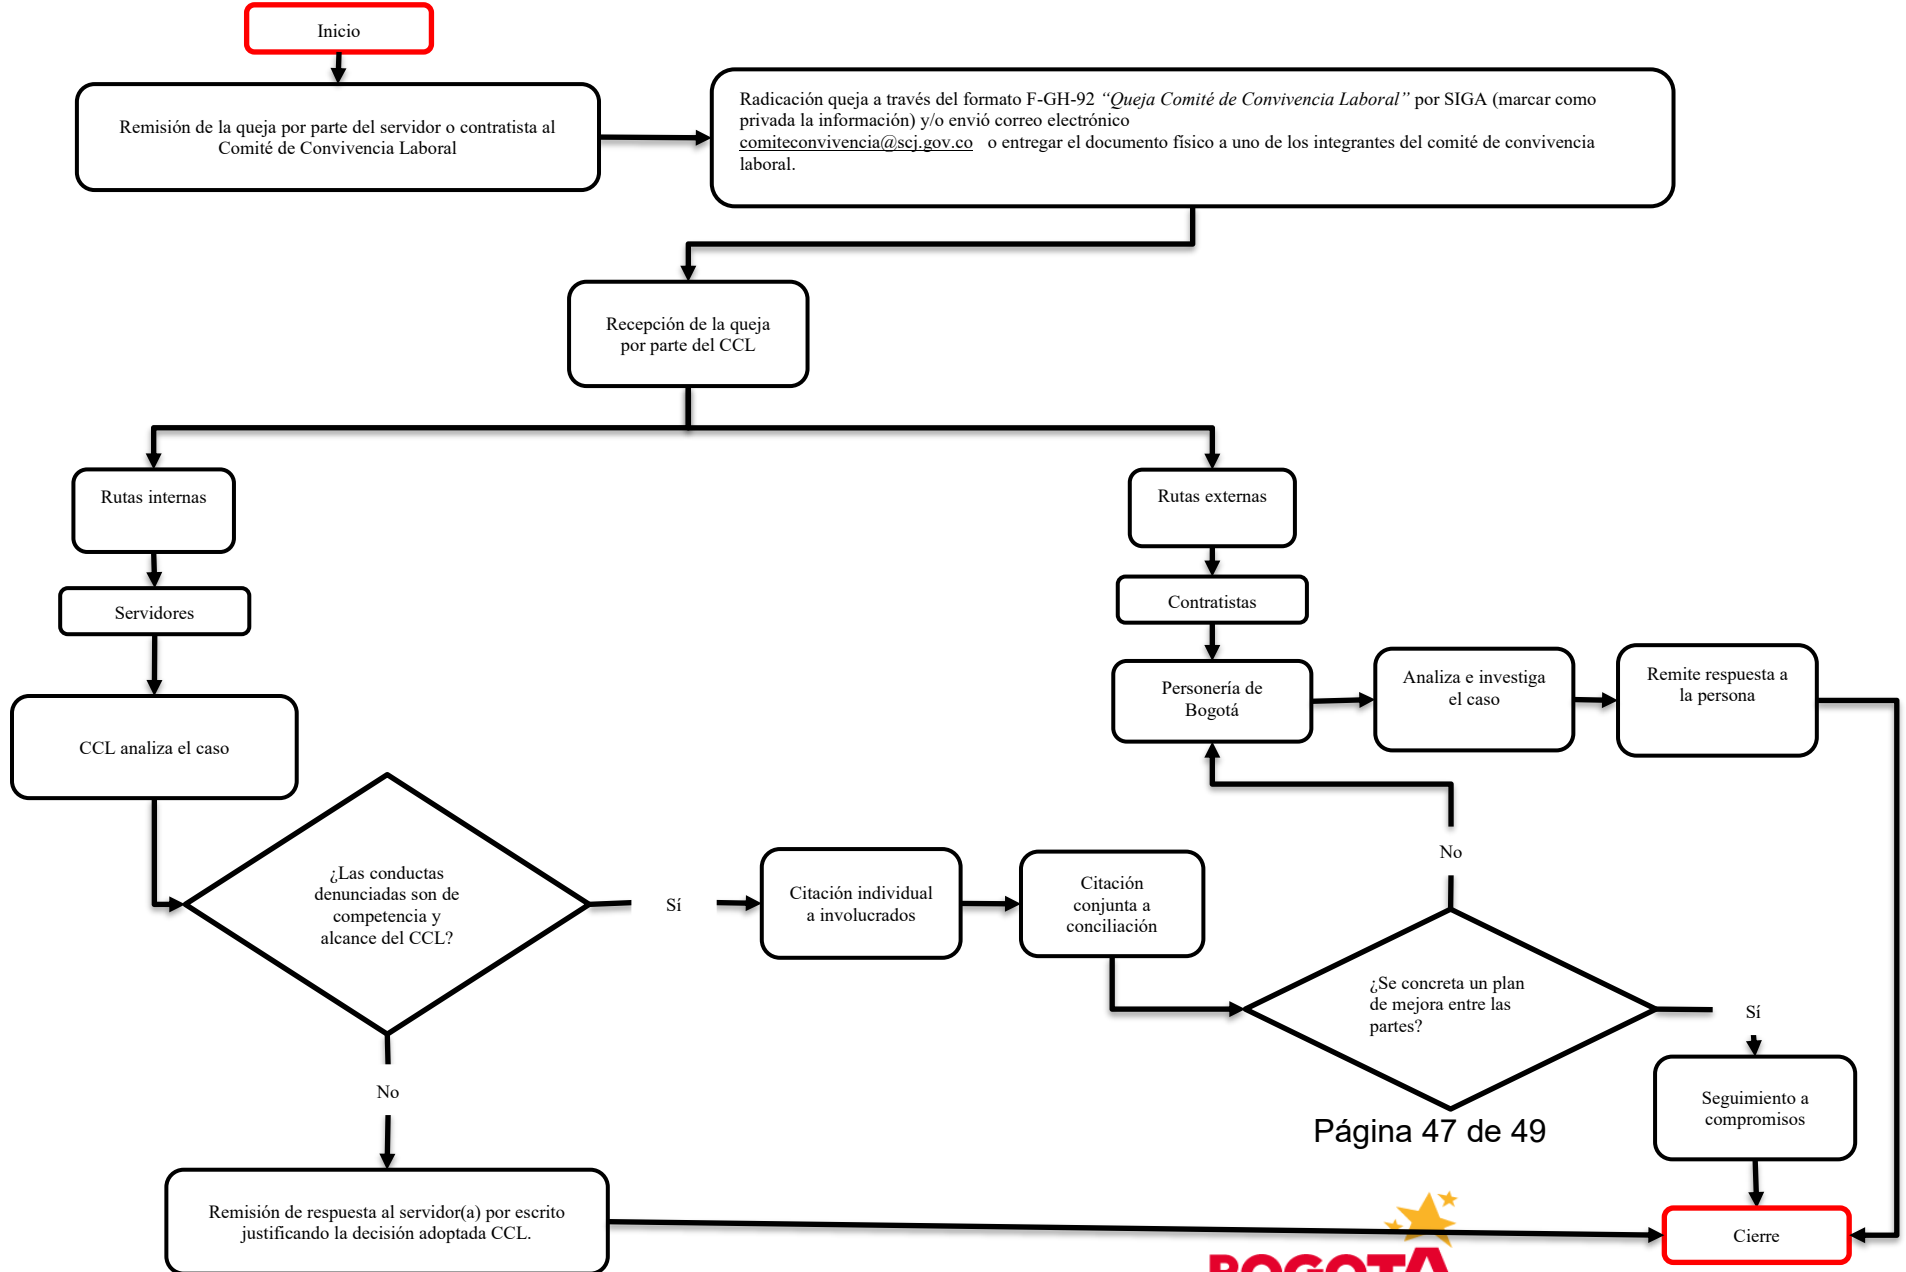 Inicio
Remisión de la queja por parte del servidor o contratista al
Comité de Convivencia Laboral
Radicación queja a través del formato F-GH-92 “Queja Comité de Convivencia Laboral” por SIGA (marcar como
privada la información) y/o envió correo electrónico
comiteconvivencia@scj.gov.co o entregar el documento físico a uno de los integrantes del comité de convivencia
laboral.
Recepción de la queja
por parte del CCL
Rutas internas
Rutas externas
Servidores
Contratistas
CCL analiza el caso
Personería de
Bogotá
Analiza e investiga
el caso
Remite respuesta a
la persona
¿Las conductas
denunciadas son de
competencia y
alcance del CCL?
Sí
Citación individual
a involucrados
Citación
conjunta a
conciliación
No
¿Se concreta un plan
de mejora entre las
partes?
Sí
No
Seguimiento a
compromisos
Página 47 de 49
Remisión de respuesta al servidor(a) por escrito
justificando la decisión adoptada CCL.
Cierre
BOGOTÁ